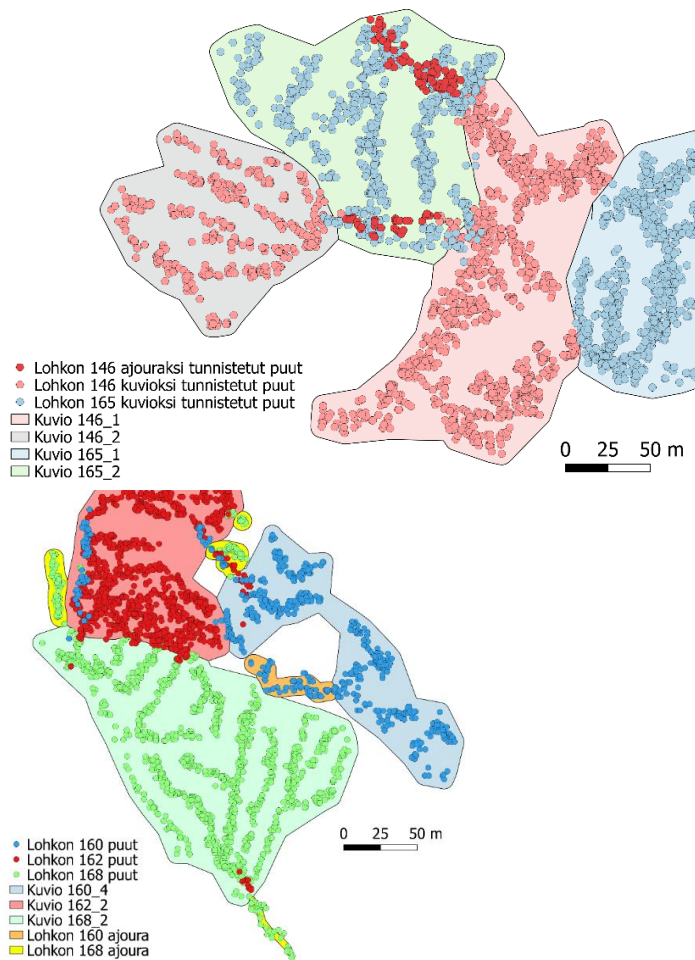 Lohkon 146 ajouraksi tunnistetut puut
Lohkon 146 kuvioksi tunnistetut puut
Lohkon 165 kuvioksi tunnistetut puut
Kuvio 146_1
Kuvio 146_2
Kuvio 165_1
Kuvio 165_2
0 25 50 m
Lohkon 160 puut
Lohkon 162 puut
Lohkon 168 puut
Kuvio 160_4
Kuvio 162_2
Kuvio 168_2
Lohkon 160 ajoura
Lohkon 168 ajoura
0 25 50 m